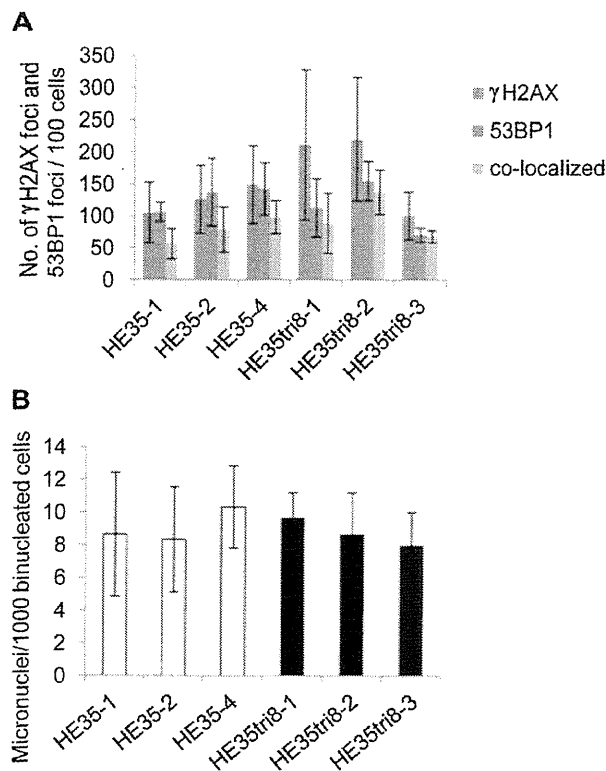 A
No. of γH2AX foci and
53BP1 foci / 100 cells
350
300
250
200
150
100
50
0
γH2AX
53BP1
co-localized
HE35-1
HE35-2
HE35-4
HE35tri8-1
HE35tri8-2
HE35tri8-3
B
Micronuclei/1000 binucleated cells
14
12
10
8
6
4
2
0
HE35-1
HE35-2
HE35-4
HE35tri8-1
HE35tri8-2
HE35tri8-3